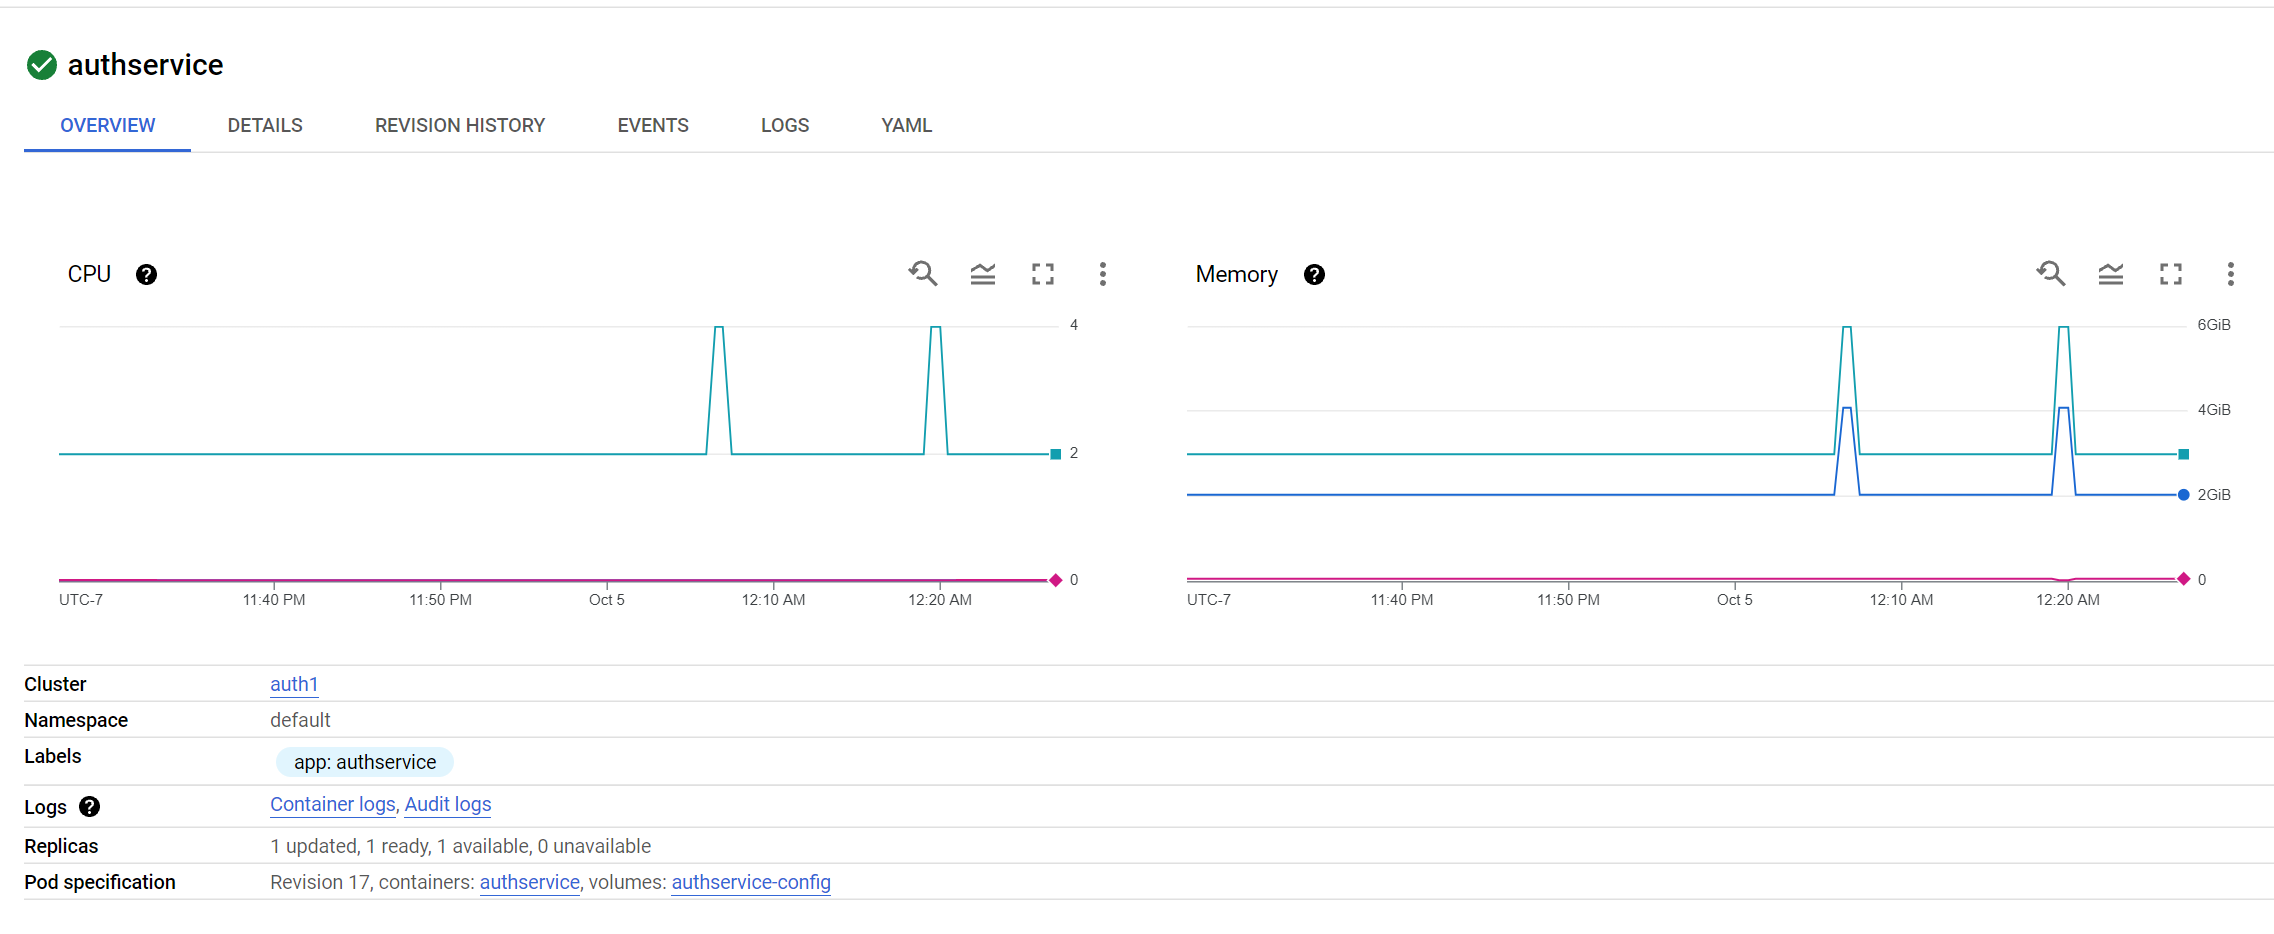 authservice
OVERVIEW DETAILS REVISION HISTORY EVENTS LOGS YAML
CPU
4
2
0
UTC-7 11:40 PM 11:50 PM Oct 5 12:10 AM 12:20 AM
Memory
6GiB
4GiB
2GiB
0
UTC-7 11:40 PM 11:50 PM Oct 5 12:10 AM 12:20 AM
Cluster auth1
Namespace default
Labels app: authservice
Logs Container logs, Audit logs
Replicas 1 updated, 1 ready, 1 available, 0 unavailable
Pod specification Revision 17, containers: authservice, volumes: authservice-config